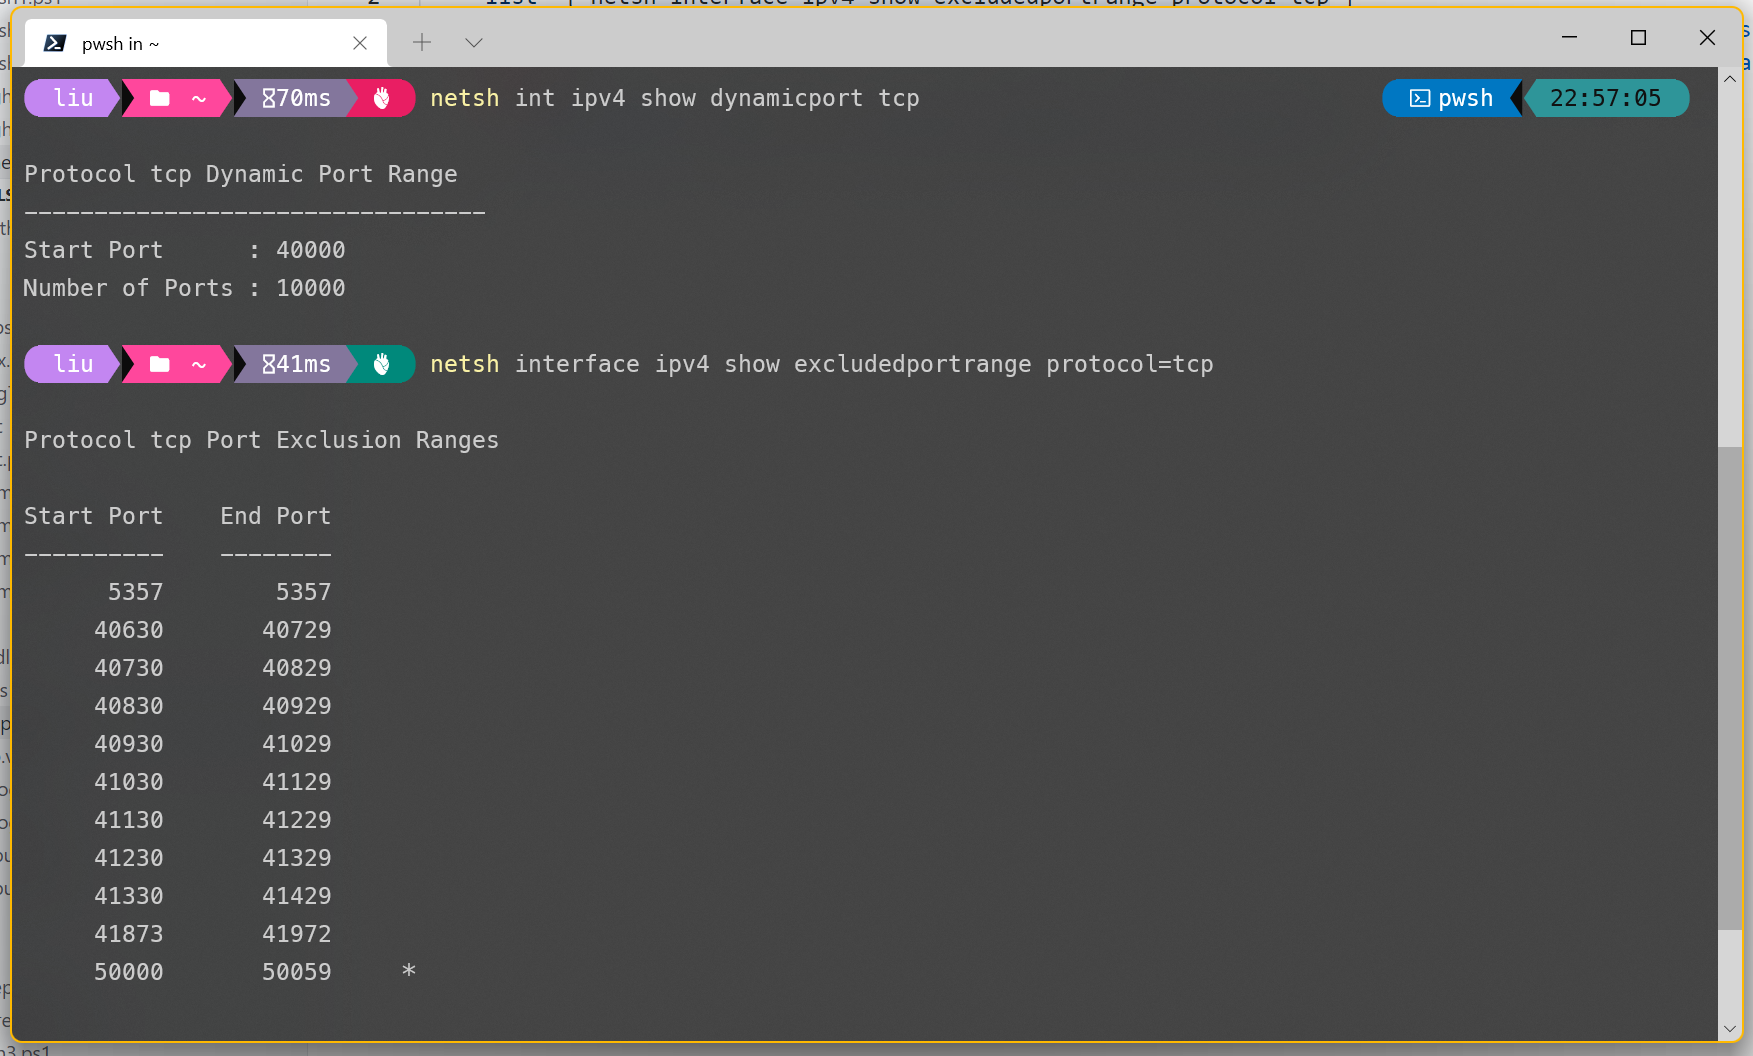 pwsh in ~
liu ~ 70ms netsh int ipv4 show dynamicport tcp pwsh 22:57:05
Protocol tcp Dynamic Port Range
---------------------------------
Start Port      : 40000
Number of Ports : 10000
liu ~ 41ms netsh interface ipv4 show excludedportrange protocol=tcp
Protocol tcp Port Exclusion Ranges
Start Port    End Port
----------    --------
5357        5357
40630       40729
40730       40829
40830       40929
40930       41029
41030       41129
41130       41229
41230       41329
41330       41429
41873       41972
50000       50059     *